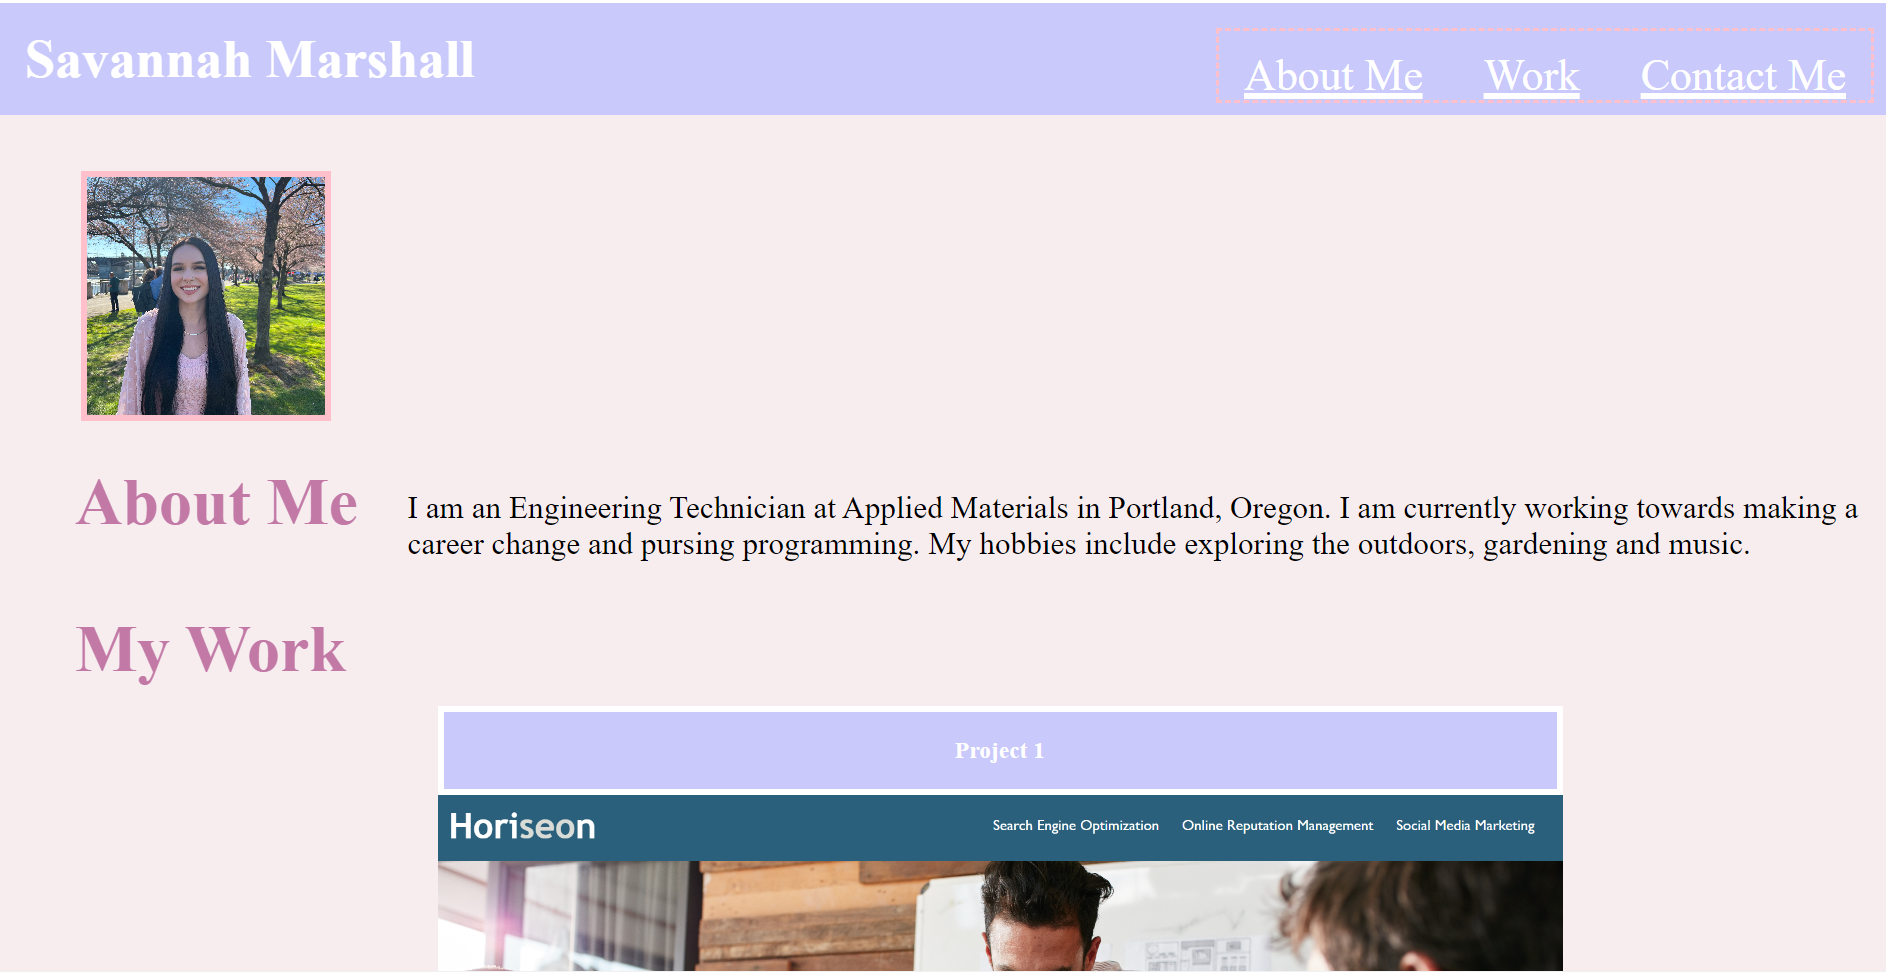 Savannah Marshall
About Me Work Contact Me
About Me
I am an Engineering Technician at Applied Materials in Portland, Oregon. I am currently working towards making a
career change and pursing programming. My hobbies include exploring the outdoors, gardening and music.
My Work
Project 1
Horiseon
Search Engine Optimization Online Reputation Management Social Media Marketing